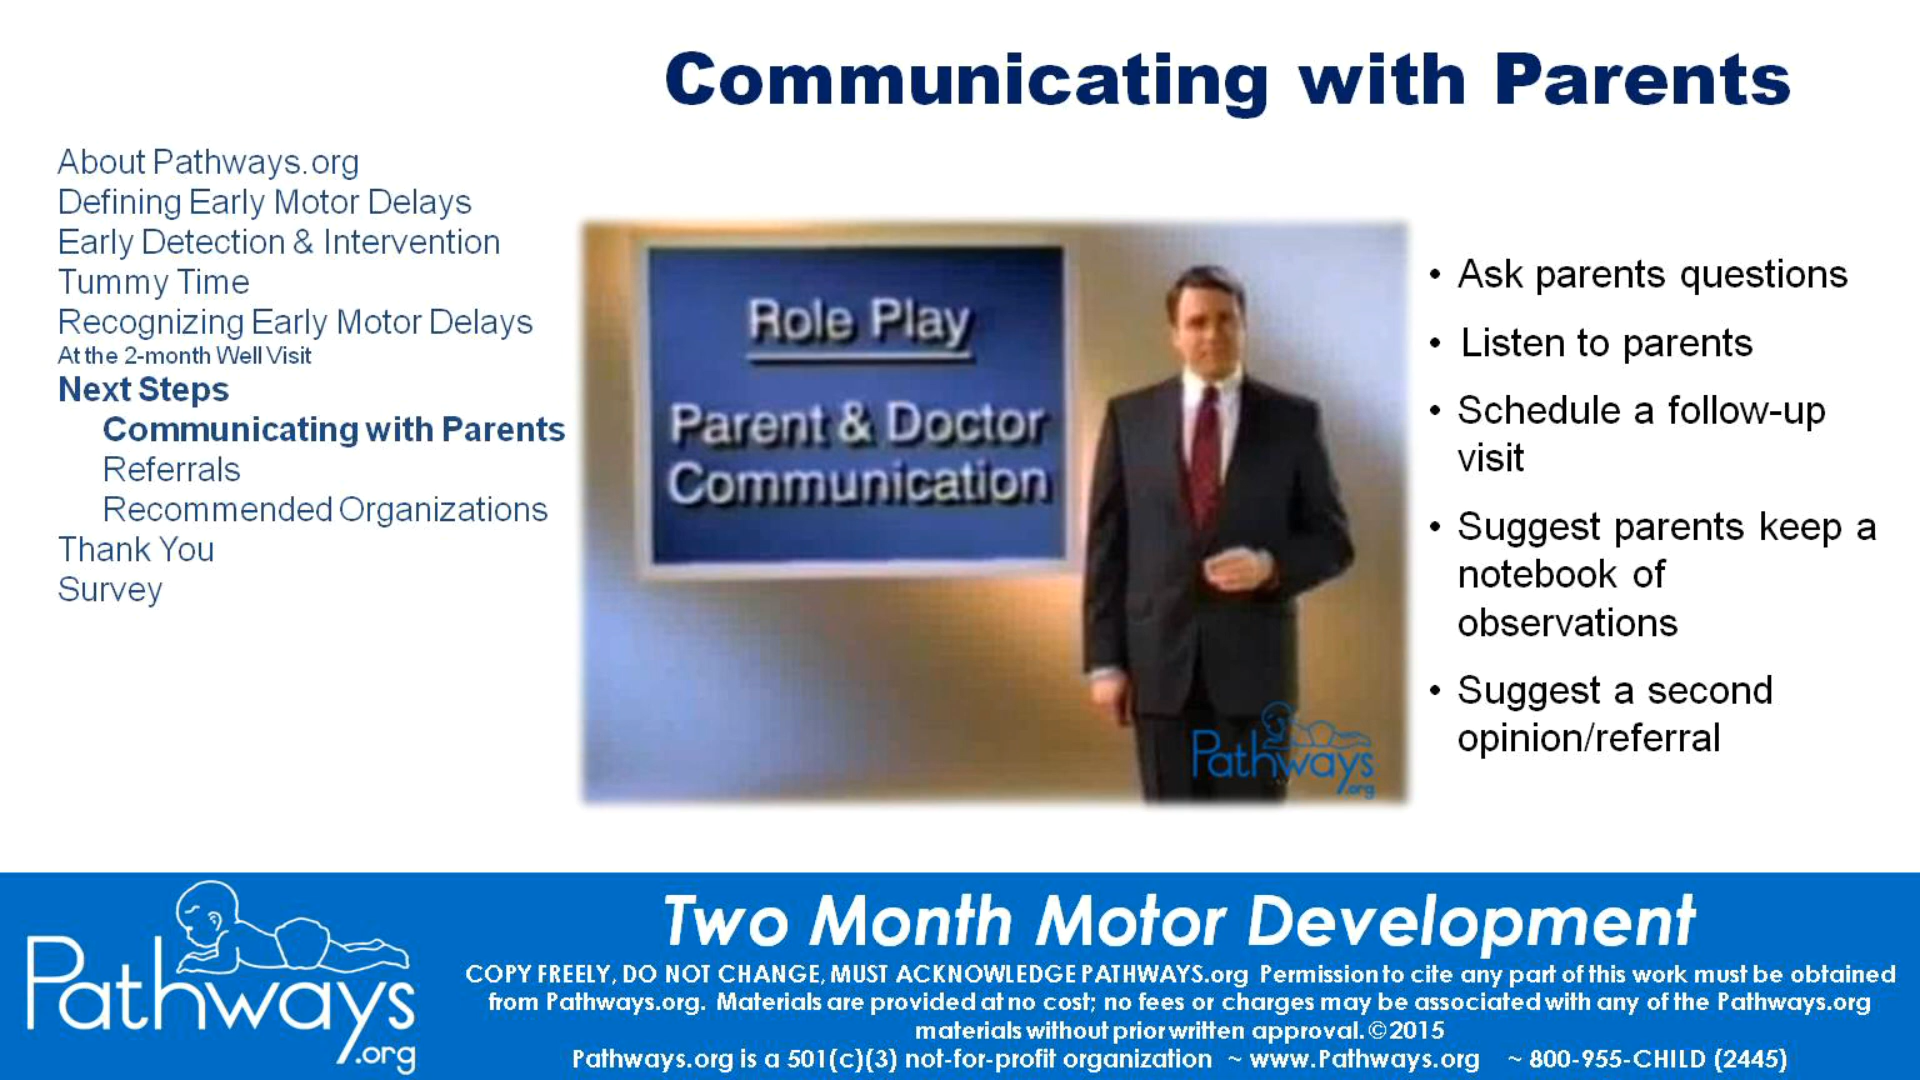 Communicating with Parents
About Pathways.org
Defining Early Motor Delays
Early Detection & Intervention
Tummy Time
Recognizing Early Motor Delays
At the 2-month Well Visit
Next Steps
Communicating with Parents
Referrals
Recommended Organizations
Thank You
Survey
Role Play
Parent & Doctor
Communication
Pathways
.org
• Ask parents questions
• Listen to parents
• Schedule a follow-up
visit
• Suggest parents keep a
notebook of
observations
• Suggest a second
opinion/referral
Pathways
.org
Two Month Motor Development
COPY FREELY, DO NOT CHANGE, MUST ACKNOWLEDGE PATHWAYS.org Permission to cite any part of this work must be obtained
from Pathways.org. Materials are provided at no cost; no fees or charges may be associated with any of the Pathways.org
materials without prior written approval. ©2015
Pathways.org is a 501(c)(3) not-for-profit organization ~ www.Pathways.org ~ 800-955-CHILD (2445)